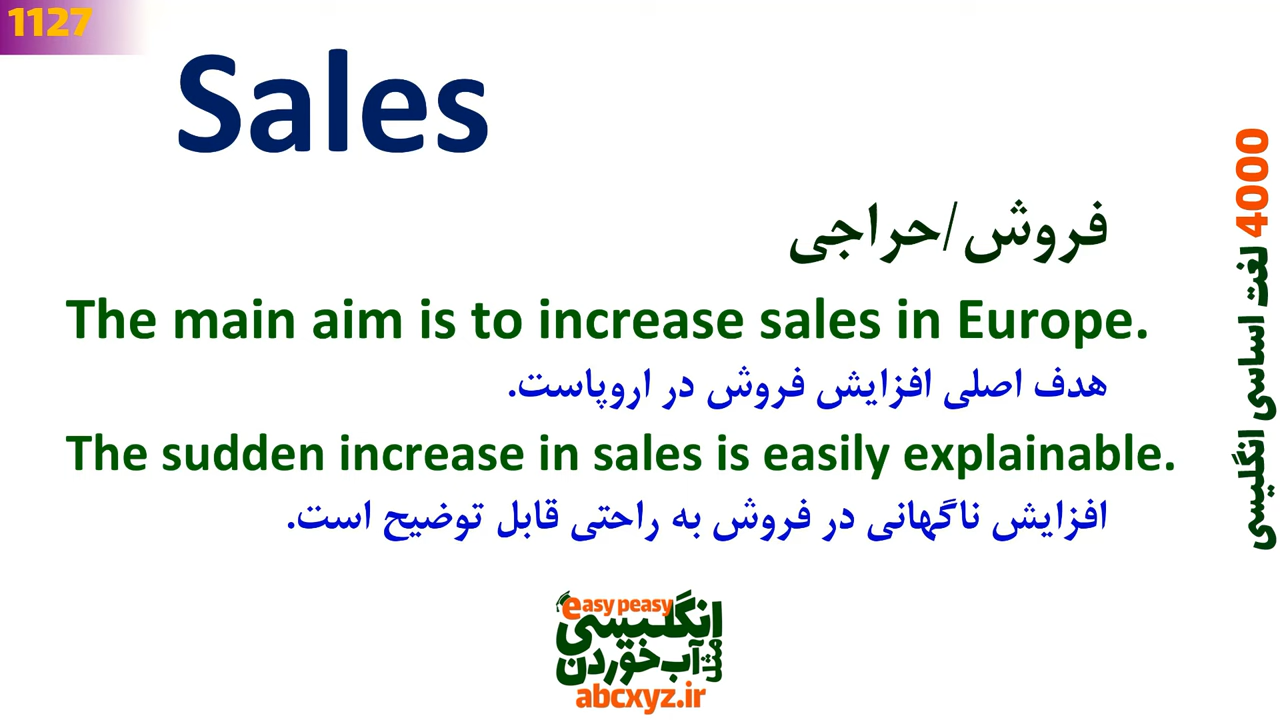 1127
Sales
فروش/حراجی
The main aim is to increase sales in Europe.
هدف اصلی افزایش فروش در اروپاست.
The sudden increase in sales is easily explainable.
افزایش ناگهانی در فروش به راحتی قابل توضیح است.
4000 لغت اساسی انگلیسی
easy peasy
انگلیسی
مثل آب خوردن
abcxyz.ir